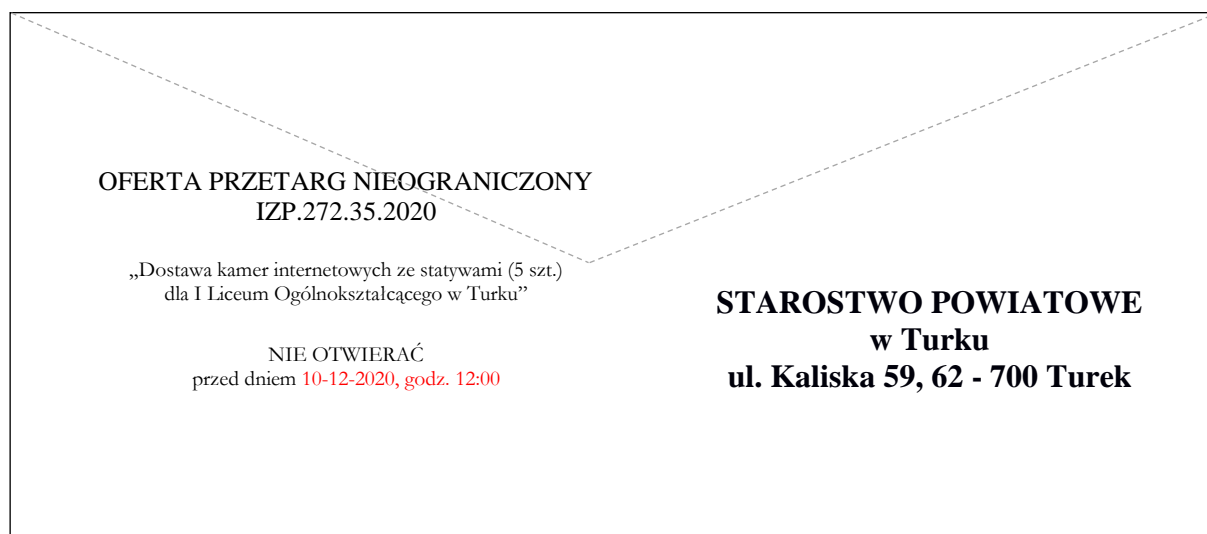 OFERTA PRZETARG NIEOGRANICZONY
IZP.272.35.2020
„Dostawa kamer internetowych ze statywami (5 szt.)
dla I Liceum Ogólnokształcącego w Turku”
NIE OTWIERAĆ
przed dniem 10-12-2020, godz. 12:00
STAROSTWO POWIATOWE
w Turku
ul. Kaliska 59, 62 - 700 Turek